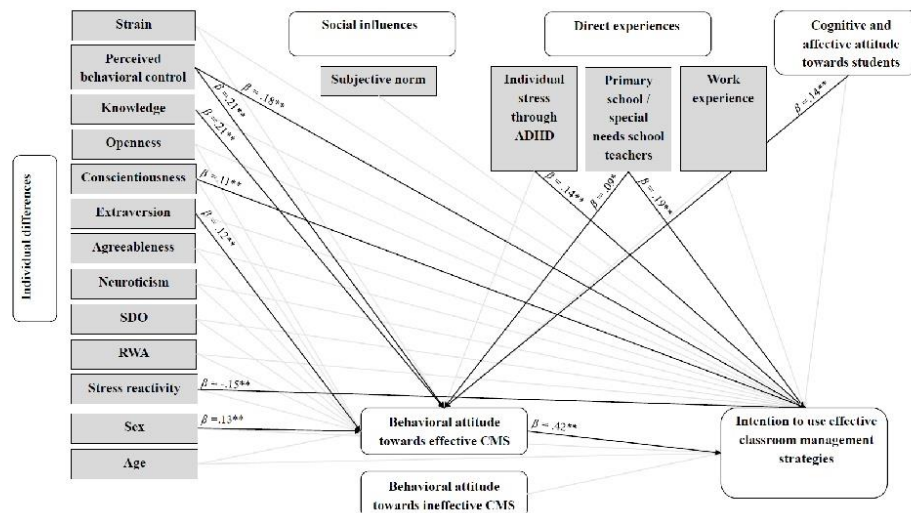 Strain
Perceived
behavioral control
Knowledge
Openness
Conscientiousness
Extraversion
Agreeableness
Neuroticism
SDO
RWA
Stress reactivity
Sex
Age
Individual differences
Social influences
Subjective norm
Direct experiences
Individual
stress
through
ADHD
Primary
school /
special
needs school
teachers
Work
experience
Cognitive and
affective attitude
towards students
β = .18**
β = .21**
β = .21**
β = .11**
β = .12**
β = -.15**
β = .13**
β = .14**
β = .09*
β = .19**
β = .14**
β = .42**
Behavioral attitude
towards effective CMS
Behavioral attitude
towards ineffective CMS
Intention to use effective
classroom management
strategies